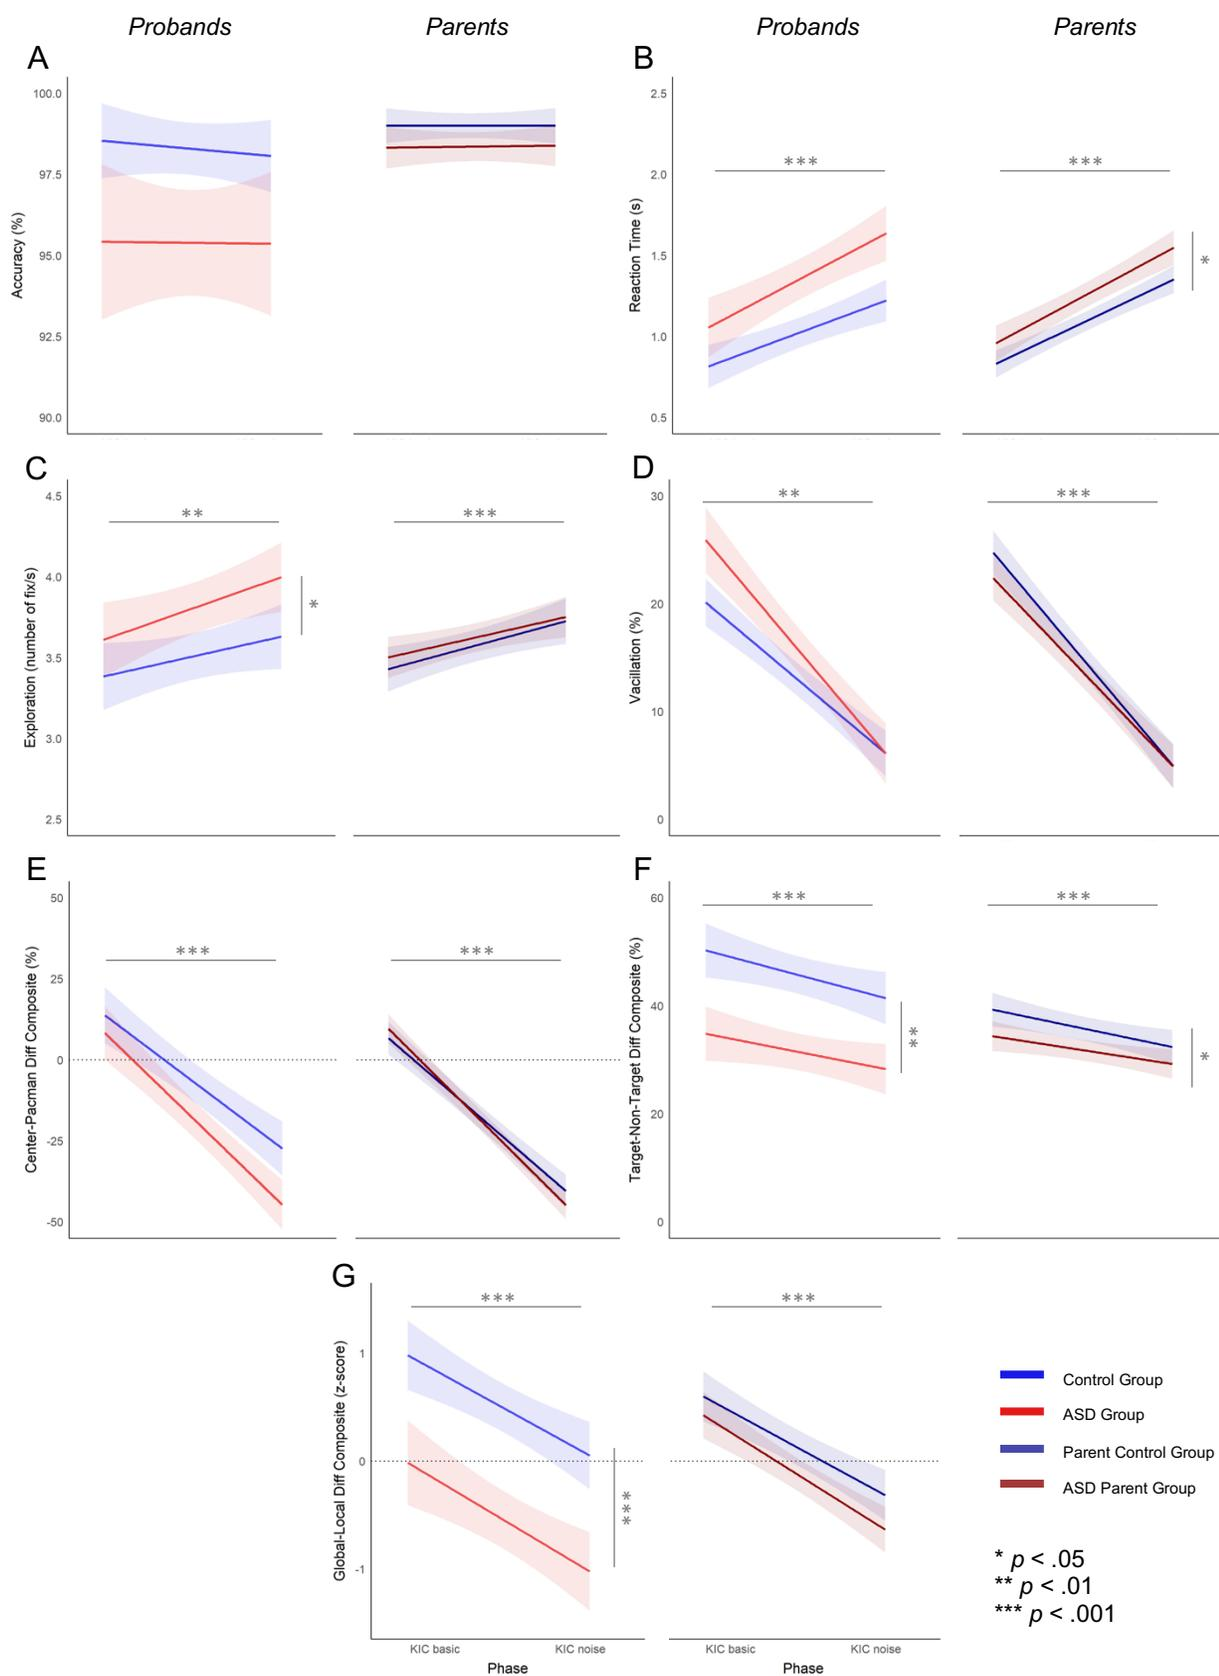 Probands Parents Probands Parents
A
100.0
97.5
95.0
92.5
90.0
Accuracy (%)
B
2.5
2.0
1.5
1.0
0.5
Reaction Time (s)
***
***
*
C
4.5
4.0
3.5
3.0
2.5
Exploration (number of fix/s)
**
*
***
D
30
20
10
0
Vacillation (%)
**
***
E
50
25
0
-25
-50
Center-Pacman Diff Composite (%)
***
***
F
60
40
20
0
Target-Non-Target Diff Composite (%)
***
**
***
*
G
1
0
-1
Global-Local Diff Composite (z-score)
***
***
***
KIC basic KIC noise KIC basic KIC noise
Phase Phase
Control Group
ASD Group
Parent Control Group
ASD Parent Group
* p < .05
** p < .01
*** p < .001